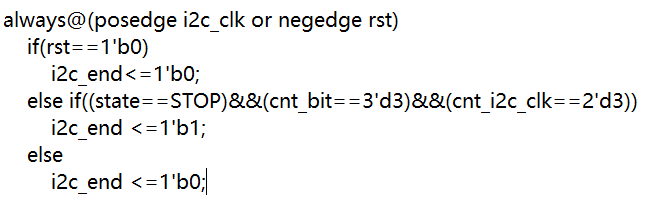 always@(posedge i2c_clk or negedge rst)
if(rst==1'b0)
i2c_end<=1'b0;
else if((state==STOP)&&(cnt_bit==3'd3)&&(cnt_i2c_clk==2'd3))
i2c_end <=1'b1;
else
i2c_end <=1'b0;